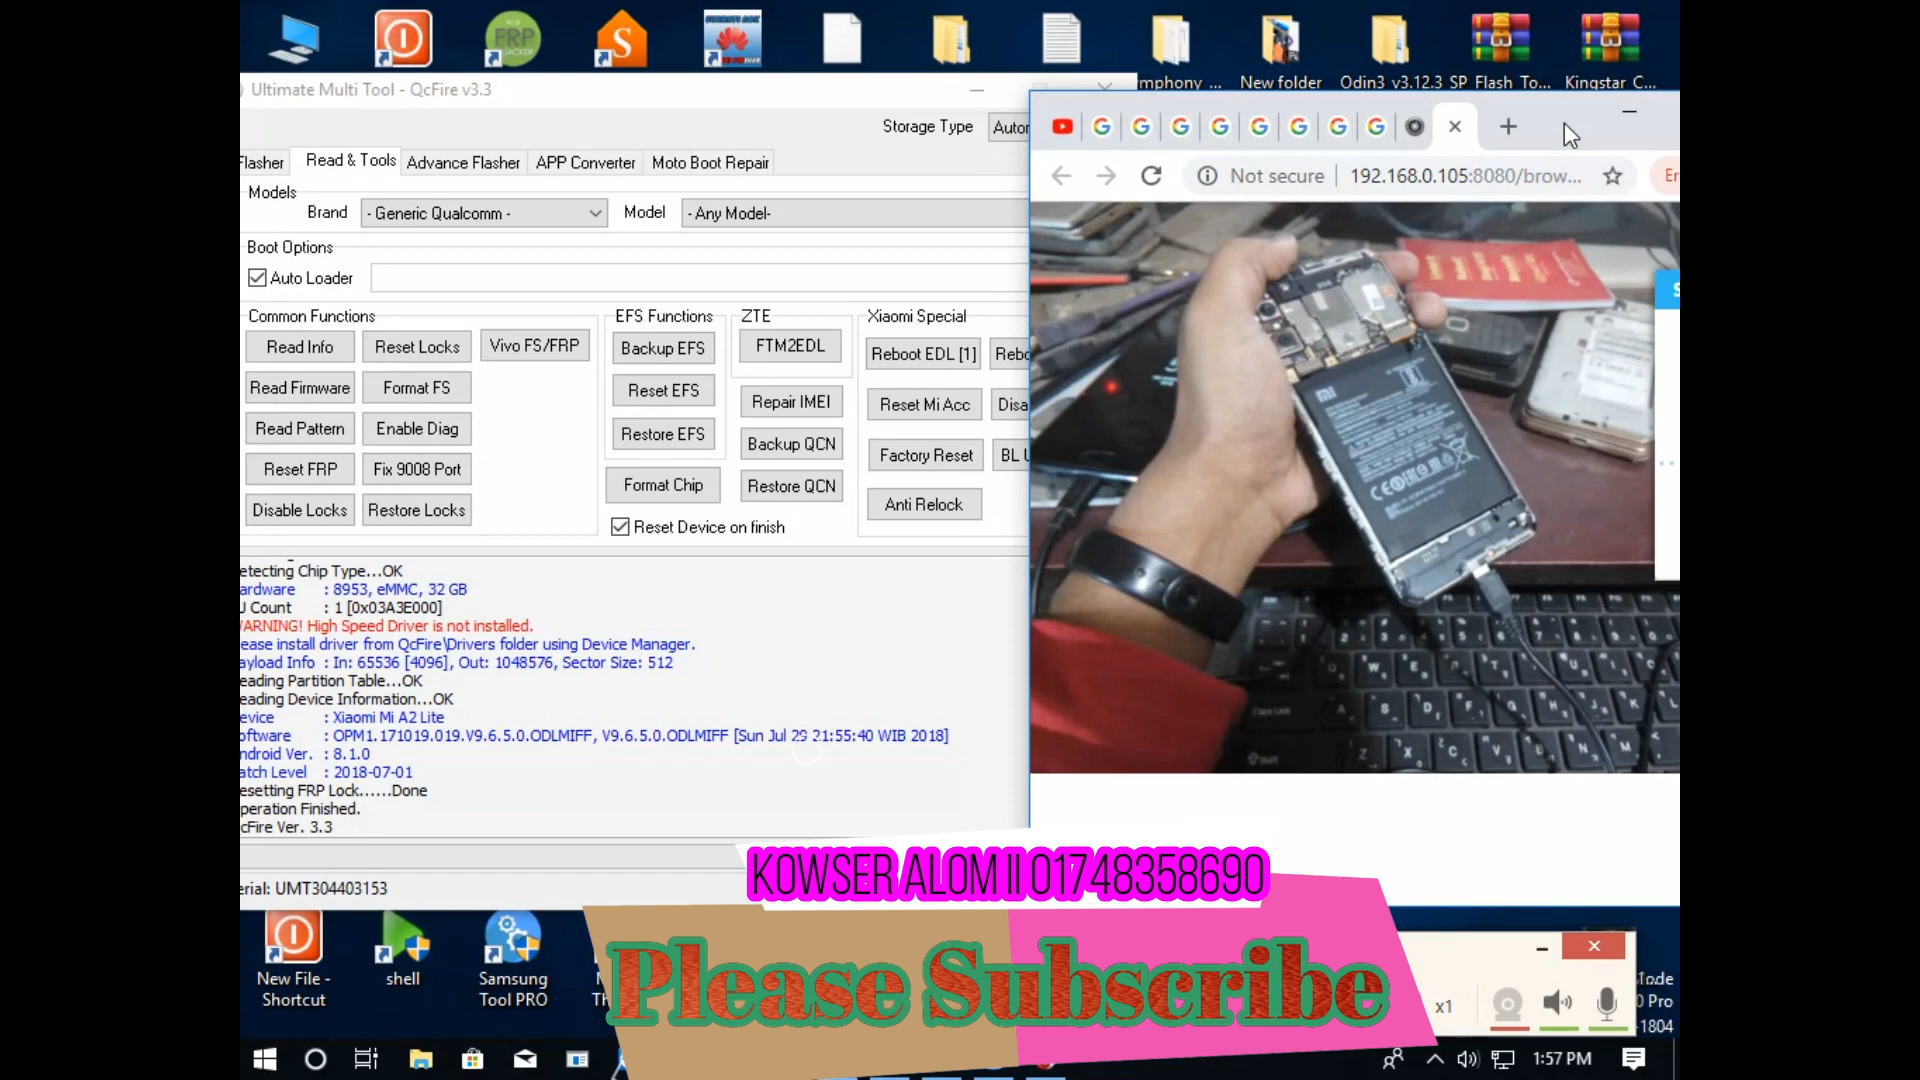 mphony ...
New folder
Odin3 v3.12.3
SP_Flash_To...
Kingstar C...
Ultimate Multi Tool - QcFire v3.3
Storage Type
Flasher
Read & Tools
Advance Flasher
APP Converter
Moto Boot Repair
Models
Brand
- Generic Qualcomm -
Model
- Any Model-
Boot Options
Auto Loader
Common Functions
Read Info
Reset Locks
Vivo FS/FRP
Read Firmware
Format FS
Read Pattern
Enable Diag
Reset FRP
Fix 9008 Port
Disable Locks
Restore Locks
EFS Functions
Backup EFS
Reset EFS
Restore EFS
Format Chip
Reset Device on finish
ZTE
FTM2EDL
Repair IMEI
Backup QCN
Restore QCN
Xiaomi Special
Reboot EDL [1]
Rebo
Reset Mi Acc
Disa
Factory Reset
BL U
Anti Relock
etecting Chip Type...OK
ardware : 8953, eMMC, 32 GB
U Count : 1 [0x03A3E000]
WARNING! High Speed Driver is not installed.
ease install driver from QcFire\Drivers folder using Device Manager.
ayload Info : In: 65536 [4096], Out: 1048576, Sector Size: 512
eading Partition Table...OK
eading Device Information...OK
evice : Xiaomi Mi A2 Lite
oftware : OPM1.171019.019.V9.6.5.0.ODLMIFF, V9.6.5.0.ODLMIFF [Sun Jul 29 21:55:40 WIB 2018]
ndroid Ver. : 8.1.0
atch Level : 2018-07-01
esetting FRP Lock......Done
peration Finished.
cFire Ver. 3.3
erial: UMT304403153
Not secure
192.168.0.105:8080/brow...
Er
KOWSER ALOM II 01748358690
Please Subscribe
New File - Shortcut
shell
Samsung Tool PRO
x1
0 Pro
-1804
1:57 PM